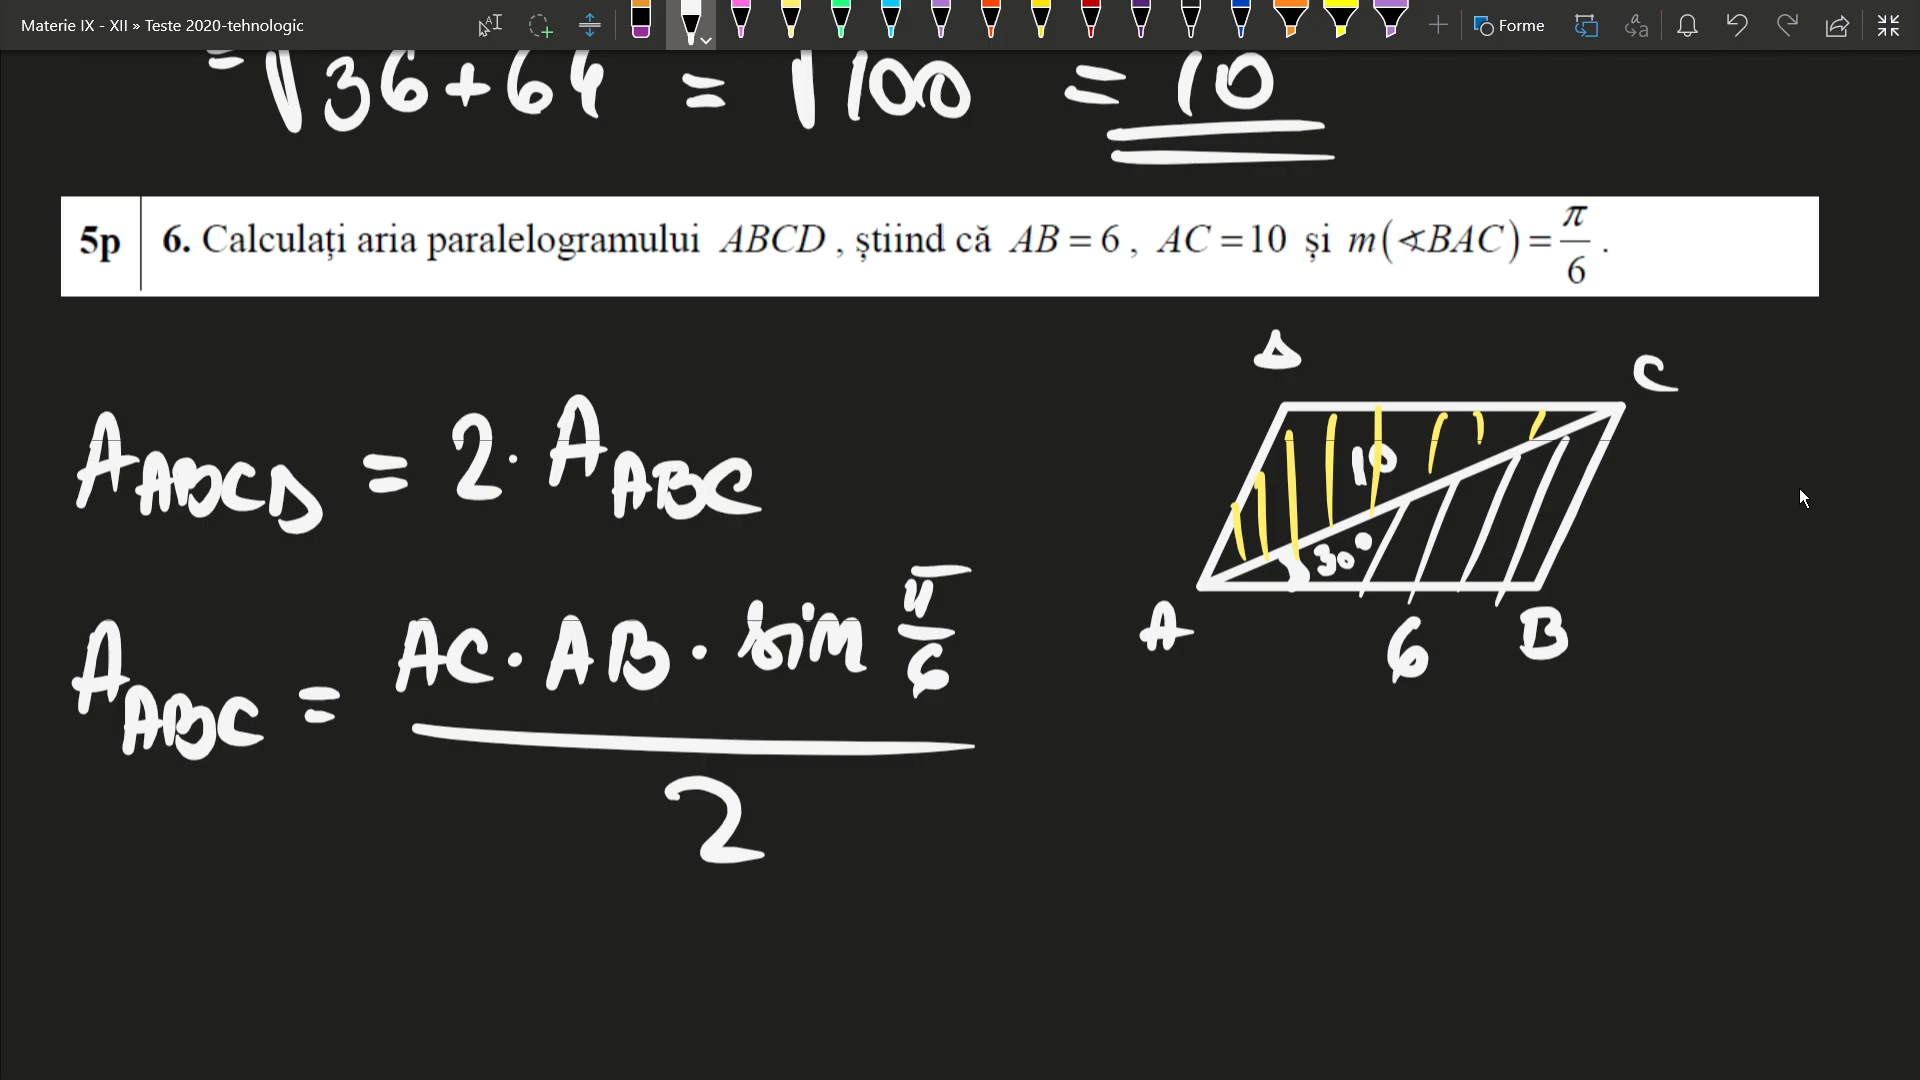 Materie IX - XII » Teste 2020-tehnologic
Forme
= √36+64 = √100 = 10
5p 6. Calculați aria paralelogramului ABCD, știind că AB = 6, AC = 10 și m(∢BAC) = π/6.
D
C
A_ABCD = 2 · A_ABC
10
30°
A_ABC = AC · AB · sin π/6 / 2
A
6
B